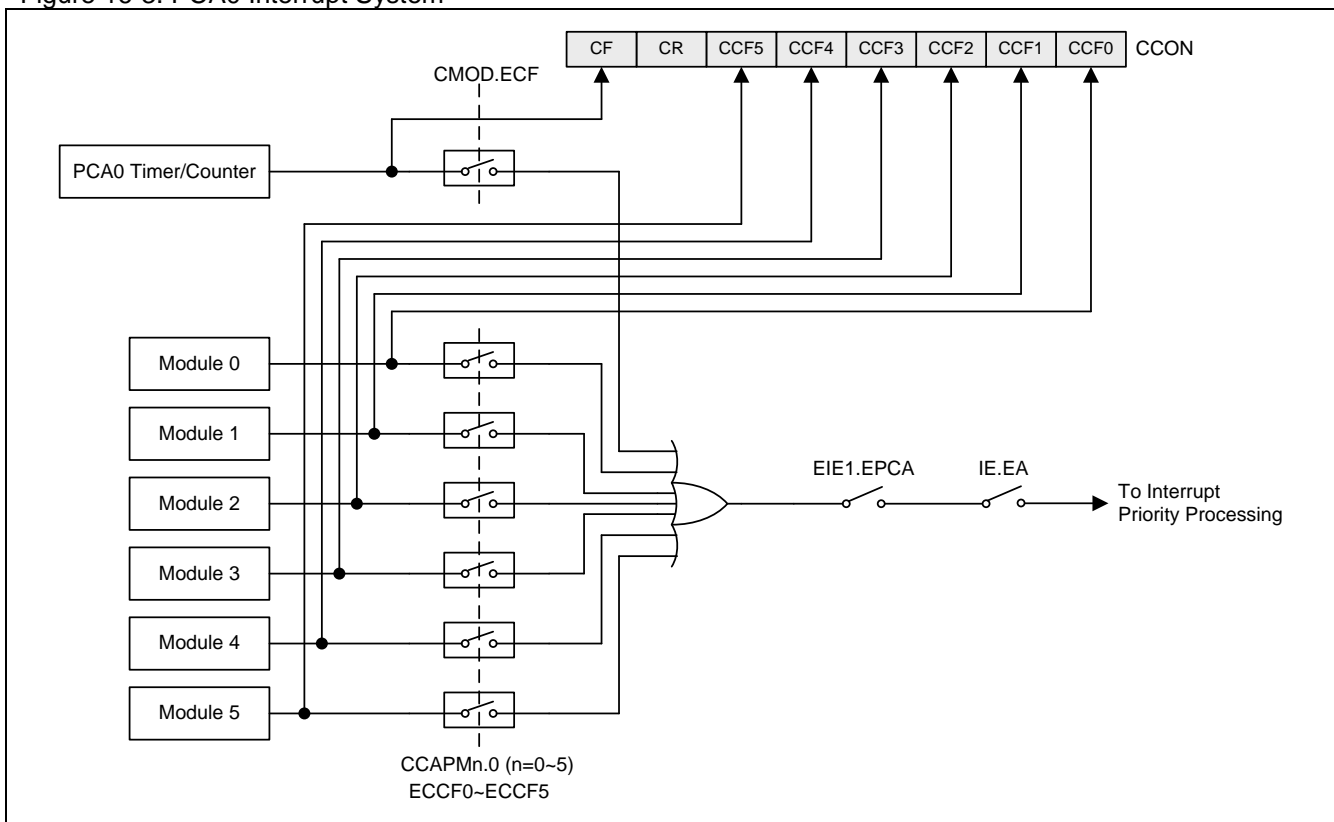 CF CR CCF5 CCF4 CCF3 CCF2 CCF1 CCF0 CCON
CMOD.ECF
PCA0 Timer/Counter
Module 0
Module 1
Module 2
Module 3
Module 4
Module 5
EIE1.EPCA
IE.EA
To Interrupt
Priority Processing
CCAPMn.0 (n=0~5)
ECCF0~ECCF5